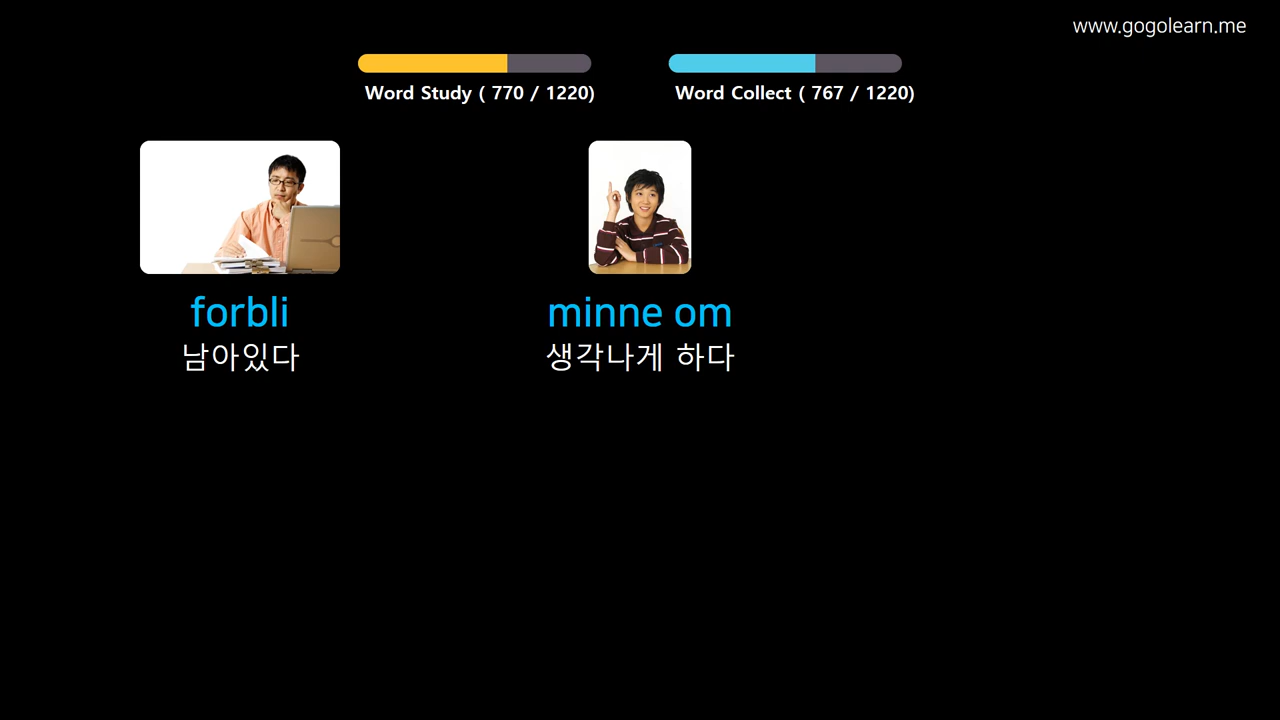 www.gogolearn.me
Word Study ( 770 / 1220)
Word Collect ( 767 / 1220)
forbli
minne om
남아있다
생각나게 하다